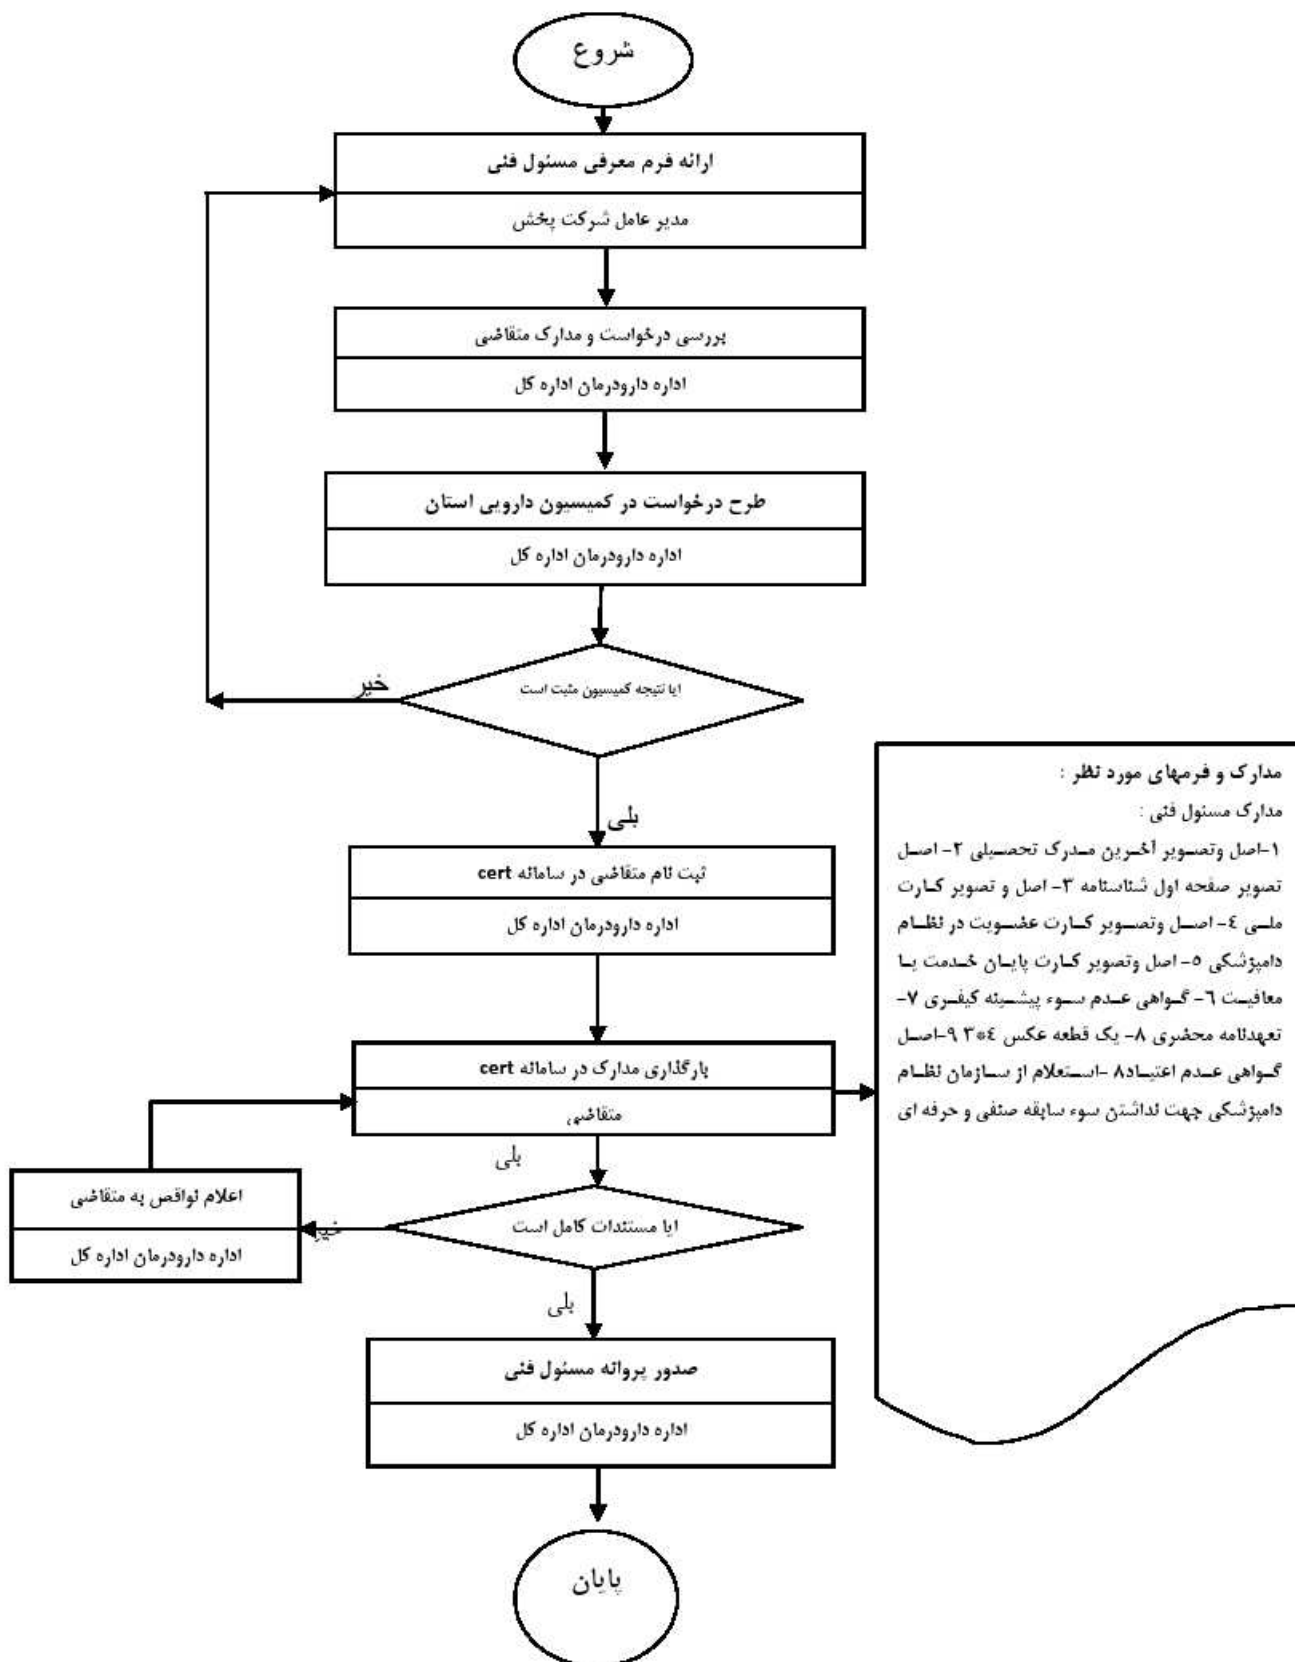 شروع
ارائه فرم معرفی مسئول فنی
مدیر عامل شرکت پخش
بررسی درخواست و مدارک متقاضی
اداره دارودرمان اداره کل
طرح درخواست در کمیسیون دارویی استان
اداره دارودرمان اداره کل
ایا نتیجه کمیسیون مثبت است
خیر
بلی
ثبت نام متقاضی در سامانه cert
اداره دارودرمان اداره کل
بارگذاری مدارک در سامانه cert
متقاضی
بلی
ایا مستندات کامل است
خیر
اعلام نواقص به متقاضی
اداره دارودرمان اداره کل
بلی
صدور پروانه مسئول فنی
اداره دارودرمان اداره کل
پایان
مدارک و فرمهای مورد نظر :
مدارک مسئول فنی :
۱-اصل وتصویر آخرین مدرک تحصیلی ۲- اصل
تصویر صفحه اول شناسنامه ۳- اصل و تصویر کارت
ملی ٤- اصل وتصویر کارت عضویت در نظام
دامپزشکی ٥- اصل وتصویر کارت پایان خدمت یا
معافیت ٦- گواهی عدم سوء پیشینه کیفری ۷-
تعهدنامه محضری ۸- یک قطعه عکس ٤*۳ ۹-اصل
گواهی عدم اعتیاد۸ -استعلام از سازمان نظام
دامپزشکی جهت نداشتن سوء سابقه صنفی و حرفه ای